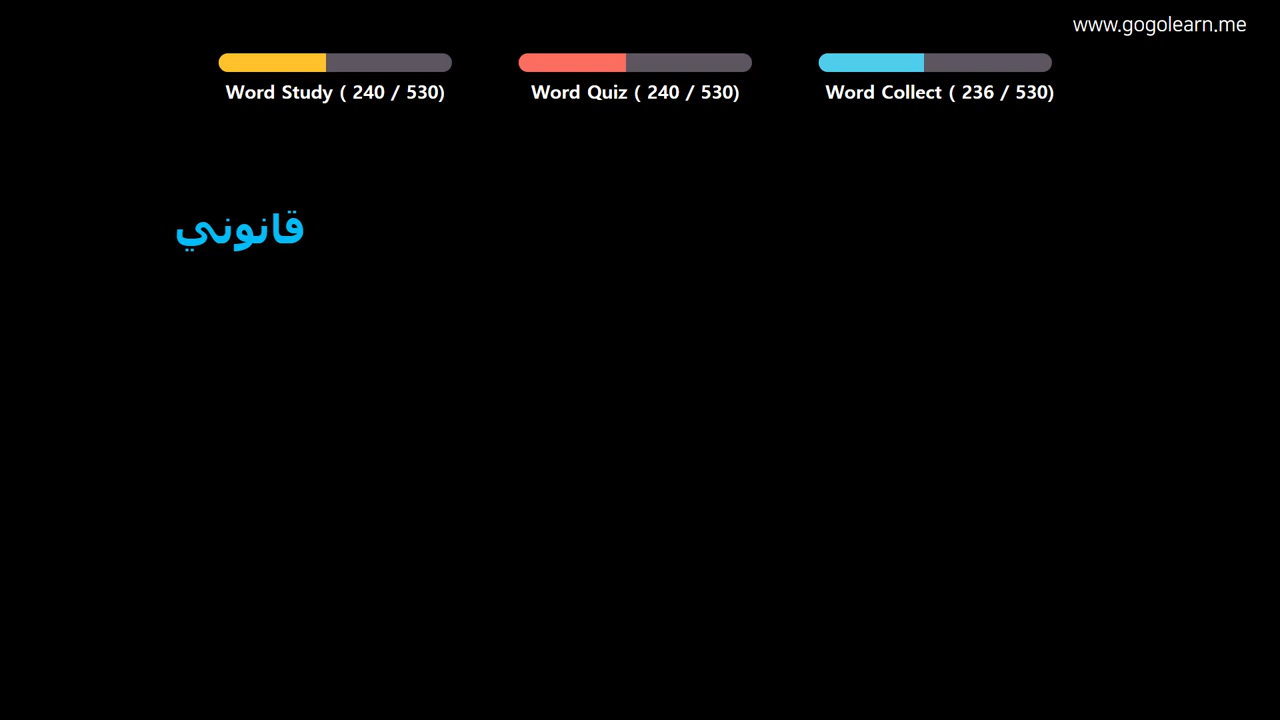 www.gogolearn.me
Word Study ( 240 / 530)
Word Quiz ( 240 / 530)
Word Collect ( 236 / 530)
قانوني